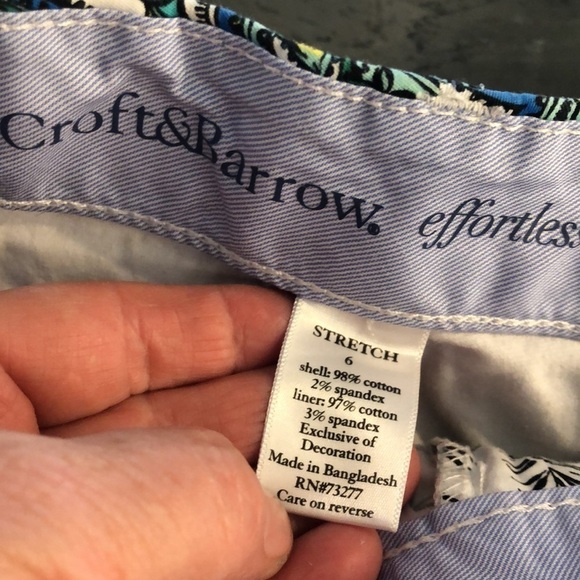 Croft&Barrow® effortless
STRETCH
6
shell: 98% cotton
2% spandex
liner: 97% cotton
3% spandex
Exclusive of
Decoration
Made in Bangladesh
RN#73277
Care on reverse